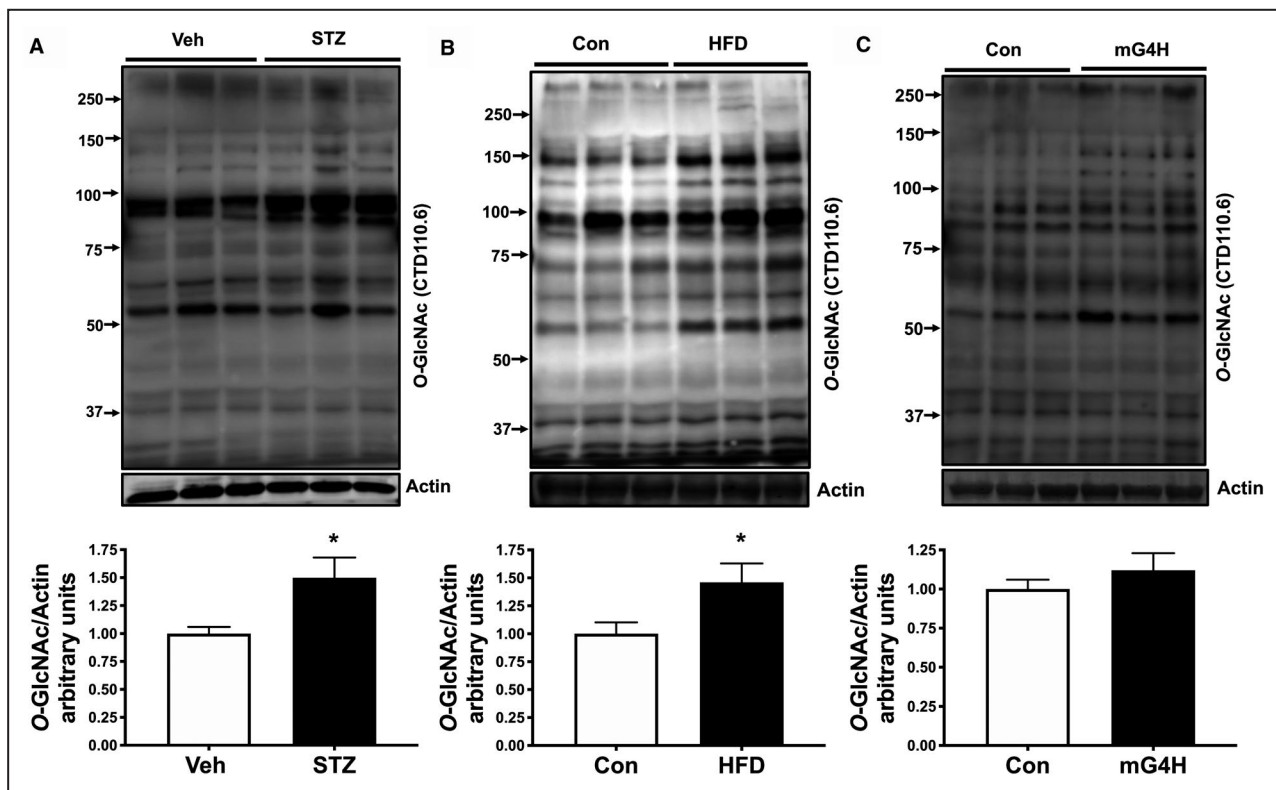 A
Veh
STZ
250
150
100
75
50
37
O-GlcNAc (CTD110.6)
Actin
B
Con
HFD
250
150
100
75
50
37
O-GlcNAc (CTD110.6)
Actin
C
Con
mG4H
250
150
100
75
50
37
O-GlcNAc (CTD110.6)
Actin
O-GlcNAc/Actin
arbitrary units
1.75
1.50
1.25
1.00
0.75
0.50
0.25
0.00
*
Veh
STZ
O-GlcNAc/Actin
arbitrary units
1.75
1.50
1.25
1.00
0.75
0.50
0.25
0.00
*
Con
HFD
O-GlcNAc/Actin
arbitrary units
1.25
1.00
0.75
0.50
0.25
0.00
Con
mG4H